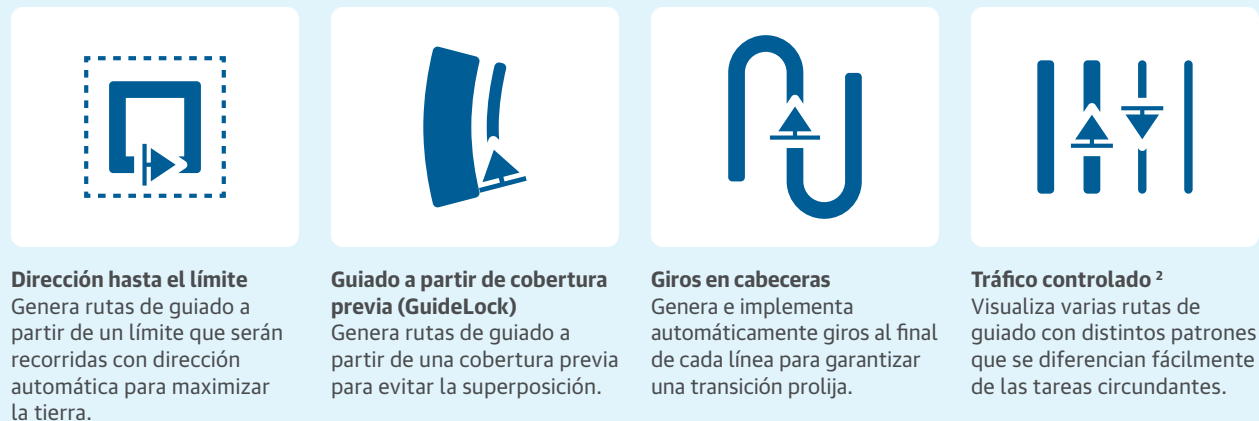 Dirección hasta el límite
Genera rutas de guiado a
partir de un límite que serán
recorridas con dirección
automática para maximizar
la tierra.
Guiado a partir de cobertura
previa (GuideLock)
Genera rutas de guiado a
partir de una cobertura previa
para evitar la superposición.
Giros en cabeceras
Genera e implementa
automáticamente giros al final
de cada línea para garantizar
una transición prolija.
Tráfico controlado ²
Visualiza varias rutas de
guiado con distintos patrones
que se diferencian fácilmente
de las tareas circundantes.